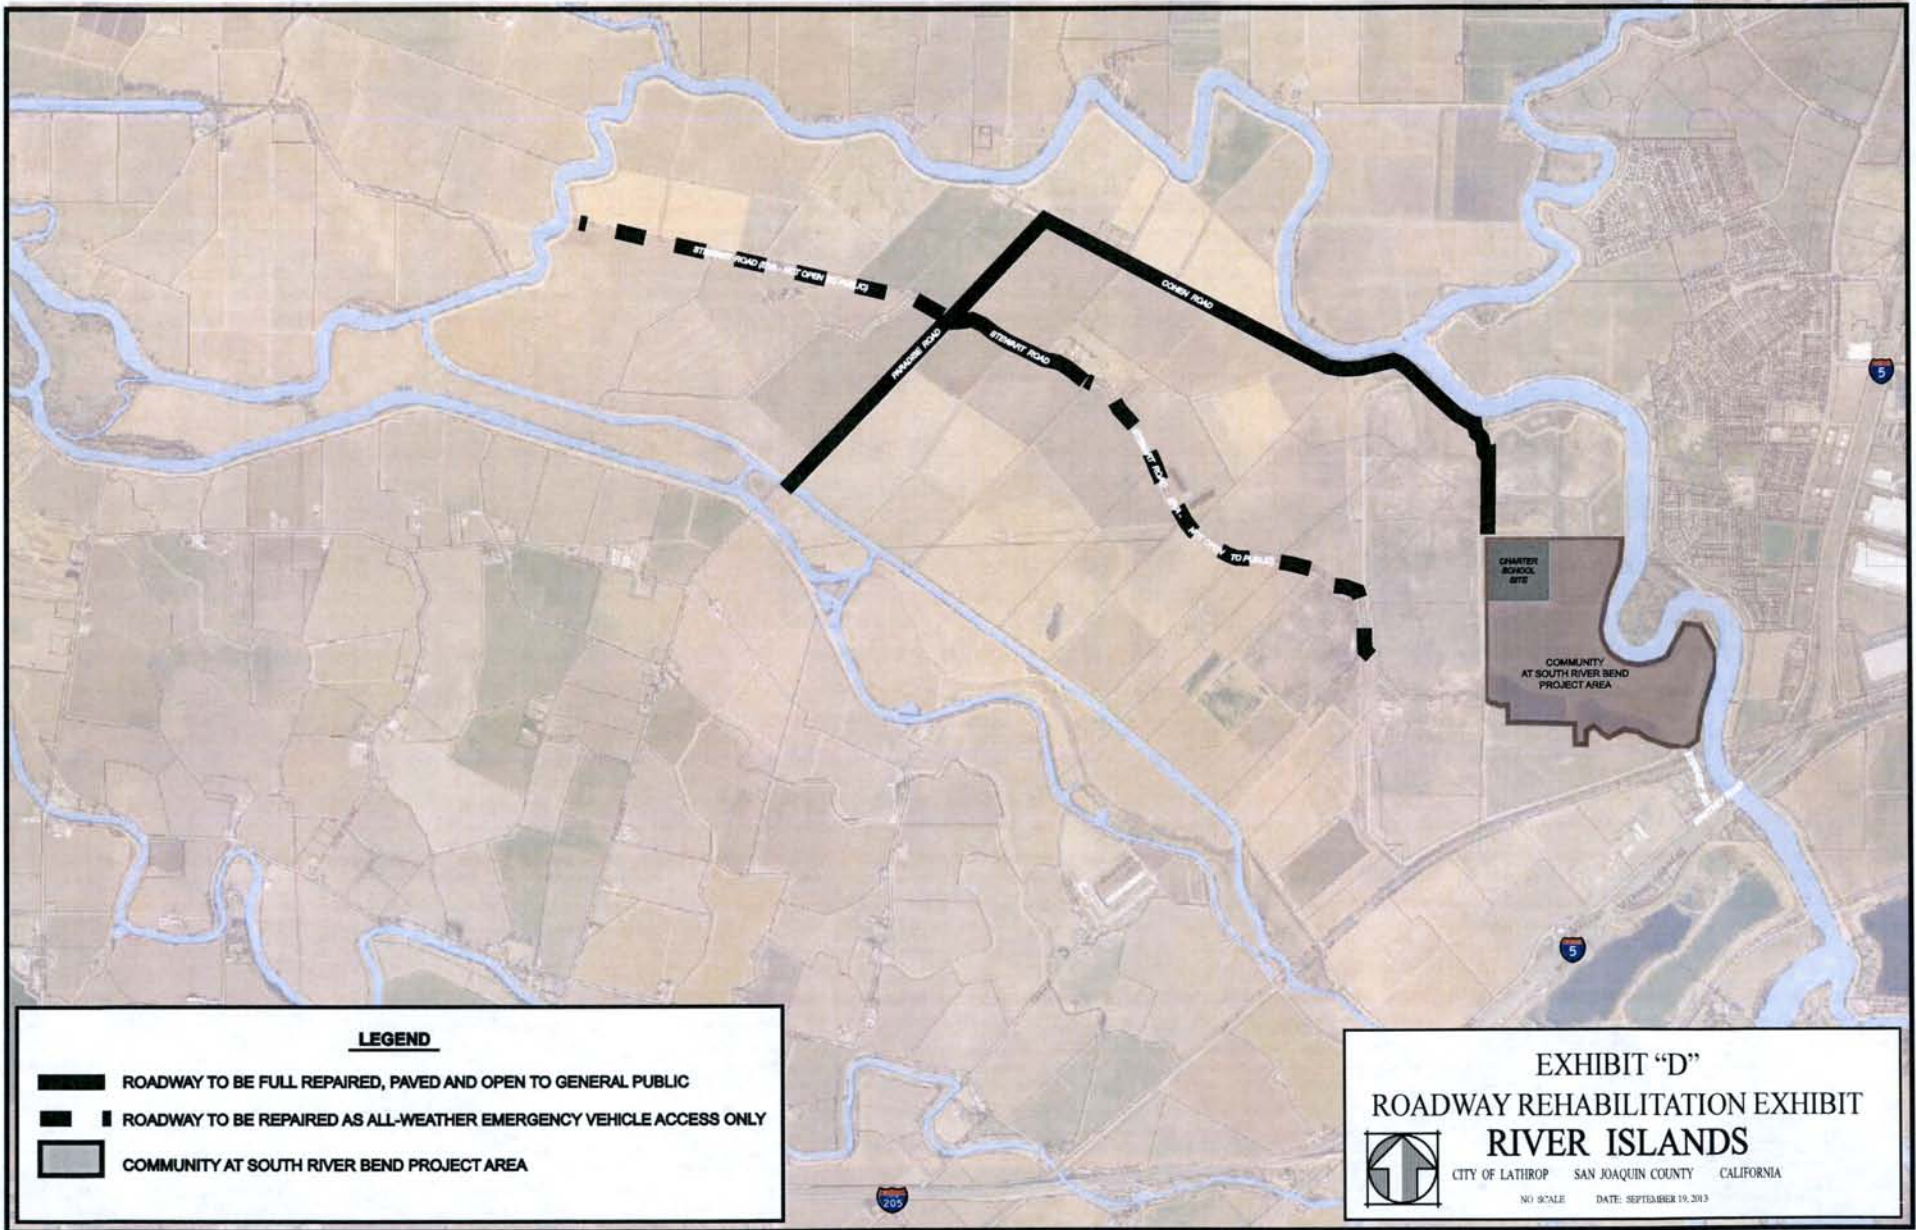 STEWART ROAD (EVA - NOT OPEN
TO PUBLIC)
PARADISE ROAD
STEWART ROAD
COHEN ROAD
TO PUBLIC)
5
CHARTER
SCHOOL
SITE
COMMUNITY
AT SOUTH RIVER BEND
PROJECT AREA
5
205
LEGEND
ROADWAY TO BE FULL REPAIRED, PAVED AND OPEN TO GENERAL PUBLIC
ROADWAY TO BE REPAIRED AS ALL-WEATHER EMERGENCY VEHICLE ACCESS ONLY
COMMUNITY AT SOUTH RIVER BEND PROJECT AREA
EXHIBIT “D”
ROADWAY REHABILITATION EXHIBIT
RIVER ISLANDS
CITY OF LATHROP SAN JOAQUIN COUNTY CALIFORNIA
NO SCALE DATE: SEPTEMBER 19, 2013